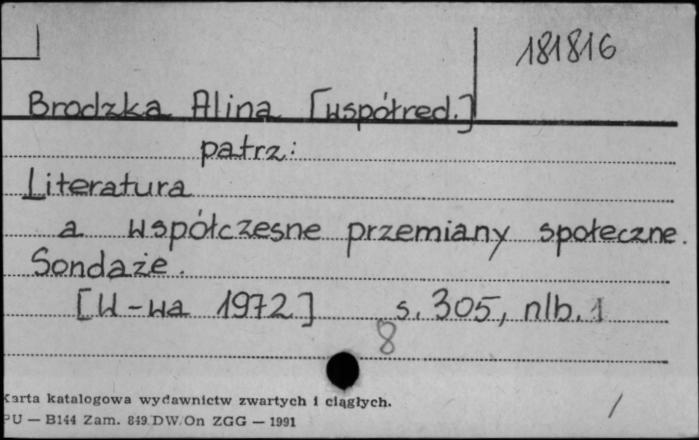 181816
Brodzka Alina [współred.]
patrz:
Literatura
a współczesne przemiany społeczne.
Sondaże.
[W-wa 1972] s. 305, nlb. 1
8
Karta katalogowa wydawnictw zwartych i ciągłych.
PU — B144 Zam. 849 DW/On ZGG — 1991
/